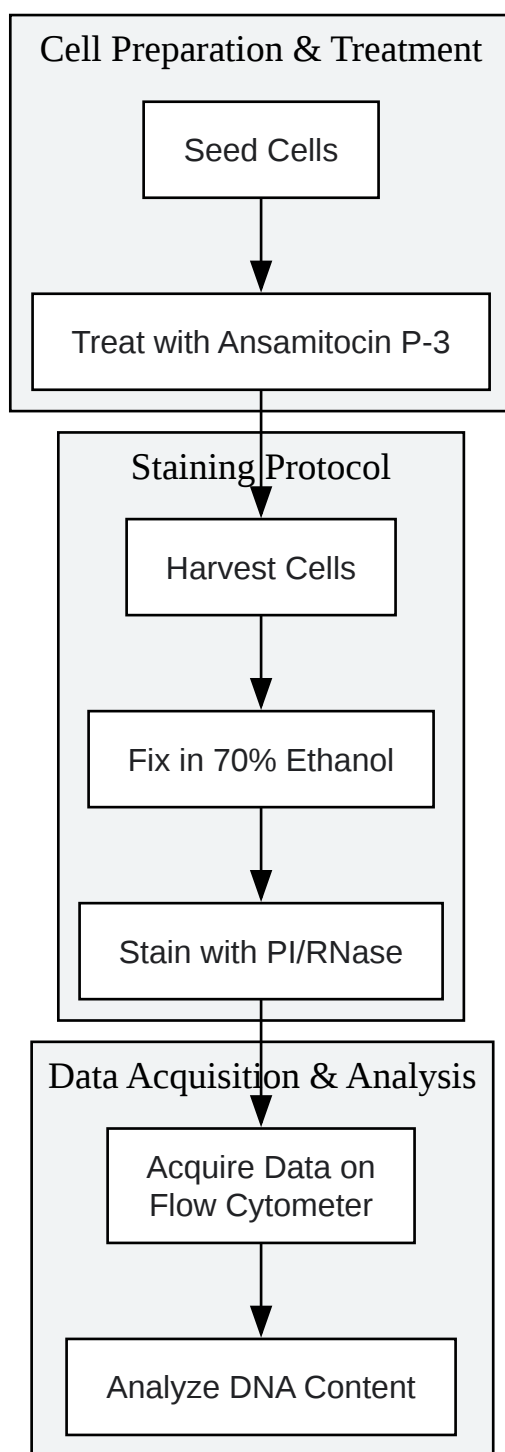 Cell Preparation & Treatment
Seed Cells
Treat with Ansamitocin P-3
Staining Protocol
Harvest Cells
Fix in 70% Ethanol
Stain with PI/RNase
Data Acquisition & Analysis
Acquire Data on
Flow Cytometer
Analyze DNA Content